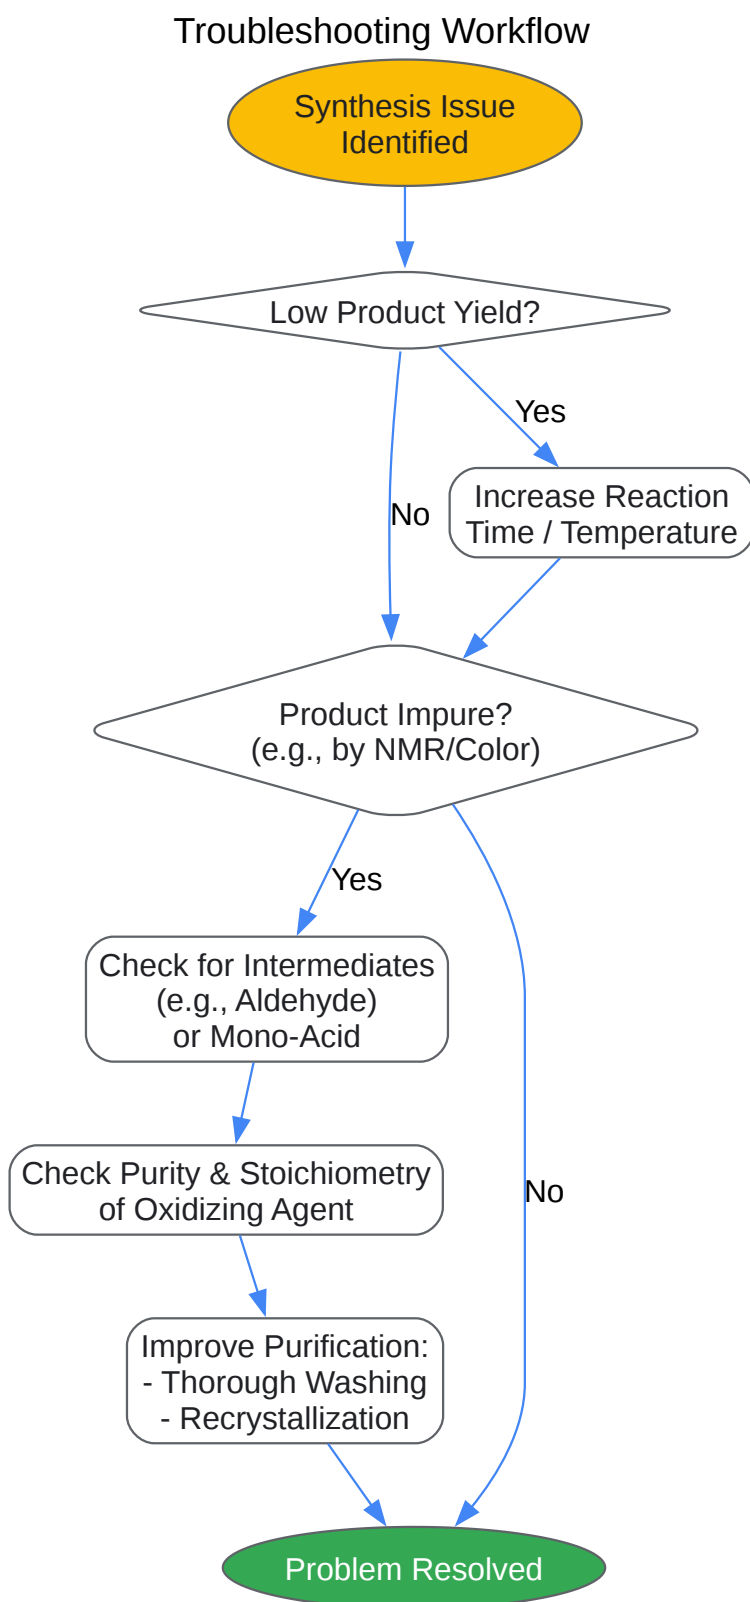 Troubleshooting Workflow
Synthesis Issue
Identified
Low Product Yield?
Yes
Increase Reaction
Time / Temperature
No
Product Impure?
(e.g., by NMR/Color)
Yes
Check for Intermediates
(e.g., Aldehyde)
or Mono-Acid
Check Purity & Stoichiometry
of Oxidizing Agent
No
Improve Purification:
- Thorough Washing
- Recrystallization
Problem Resolved